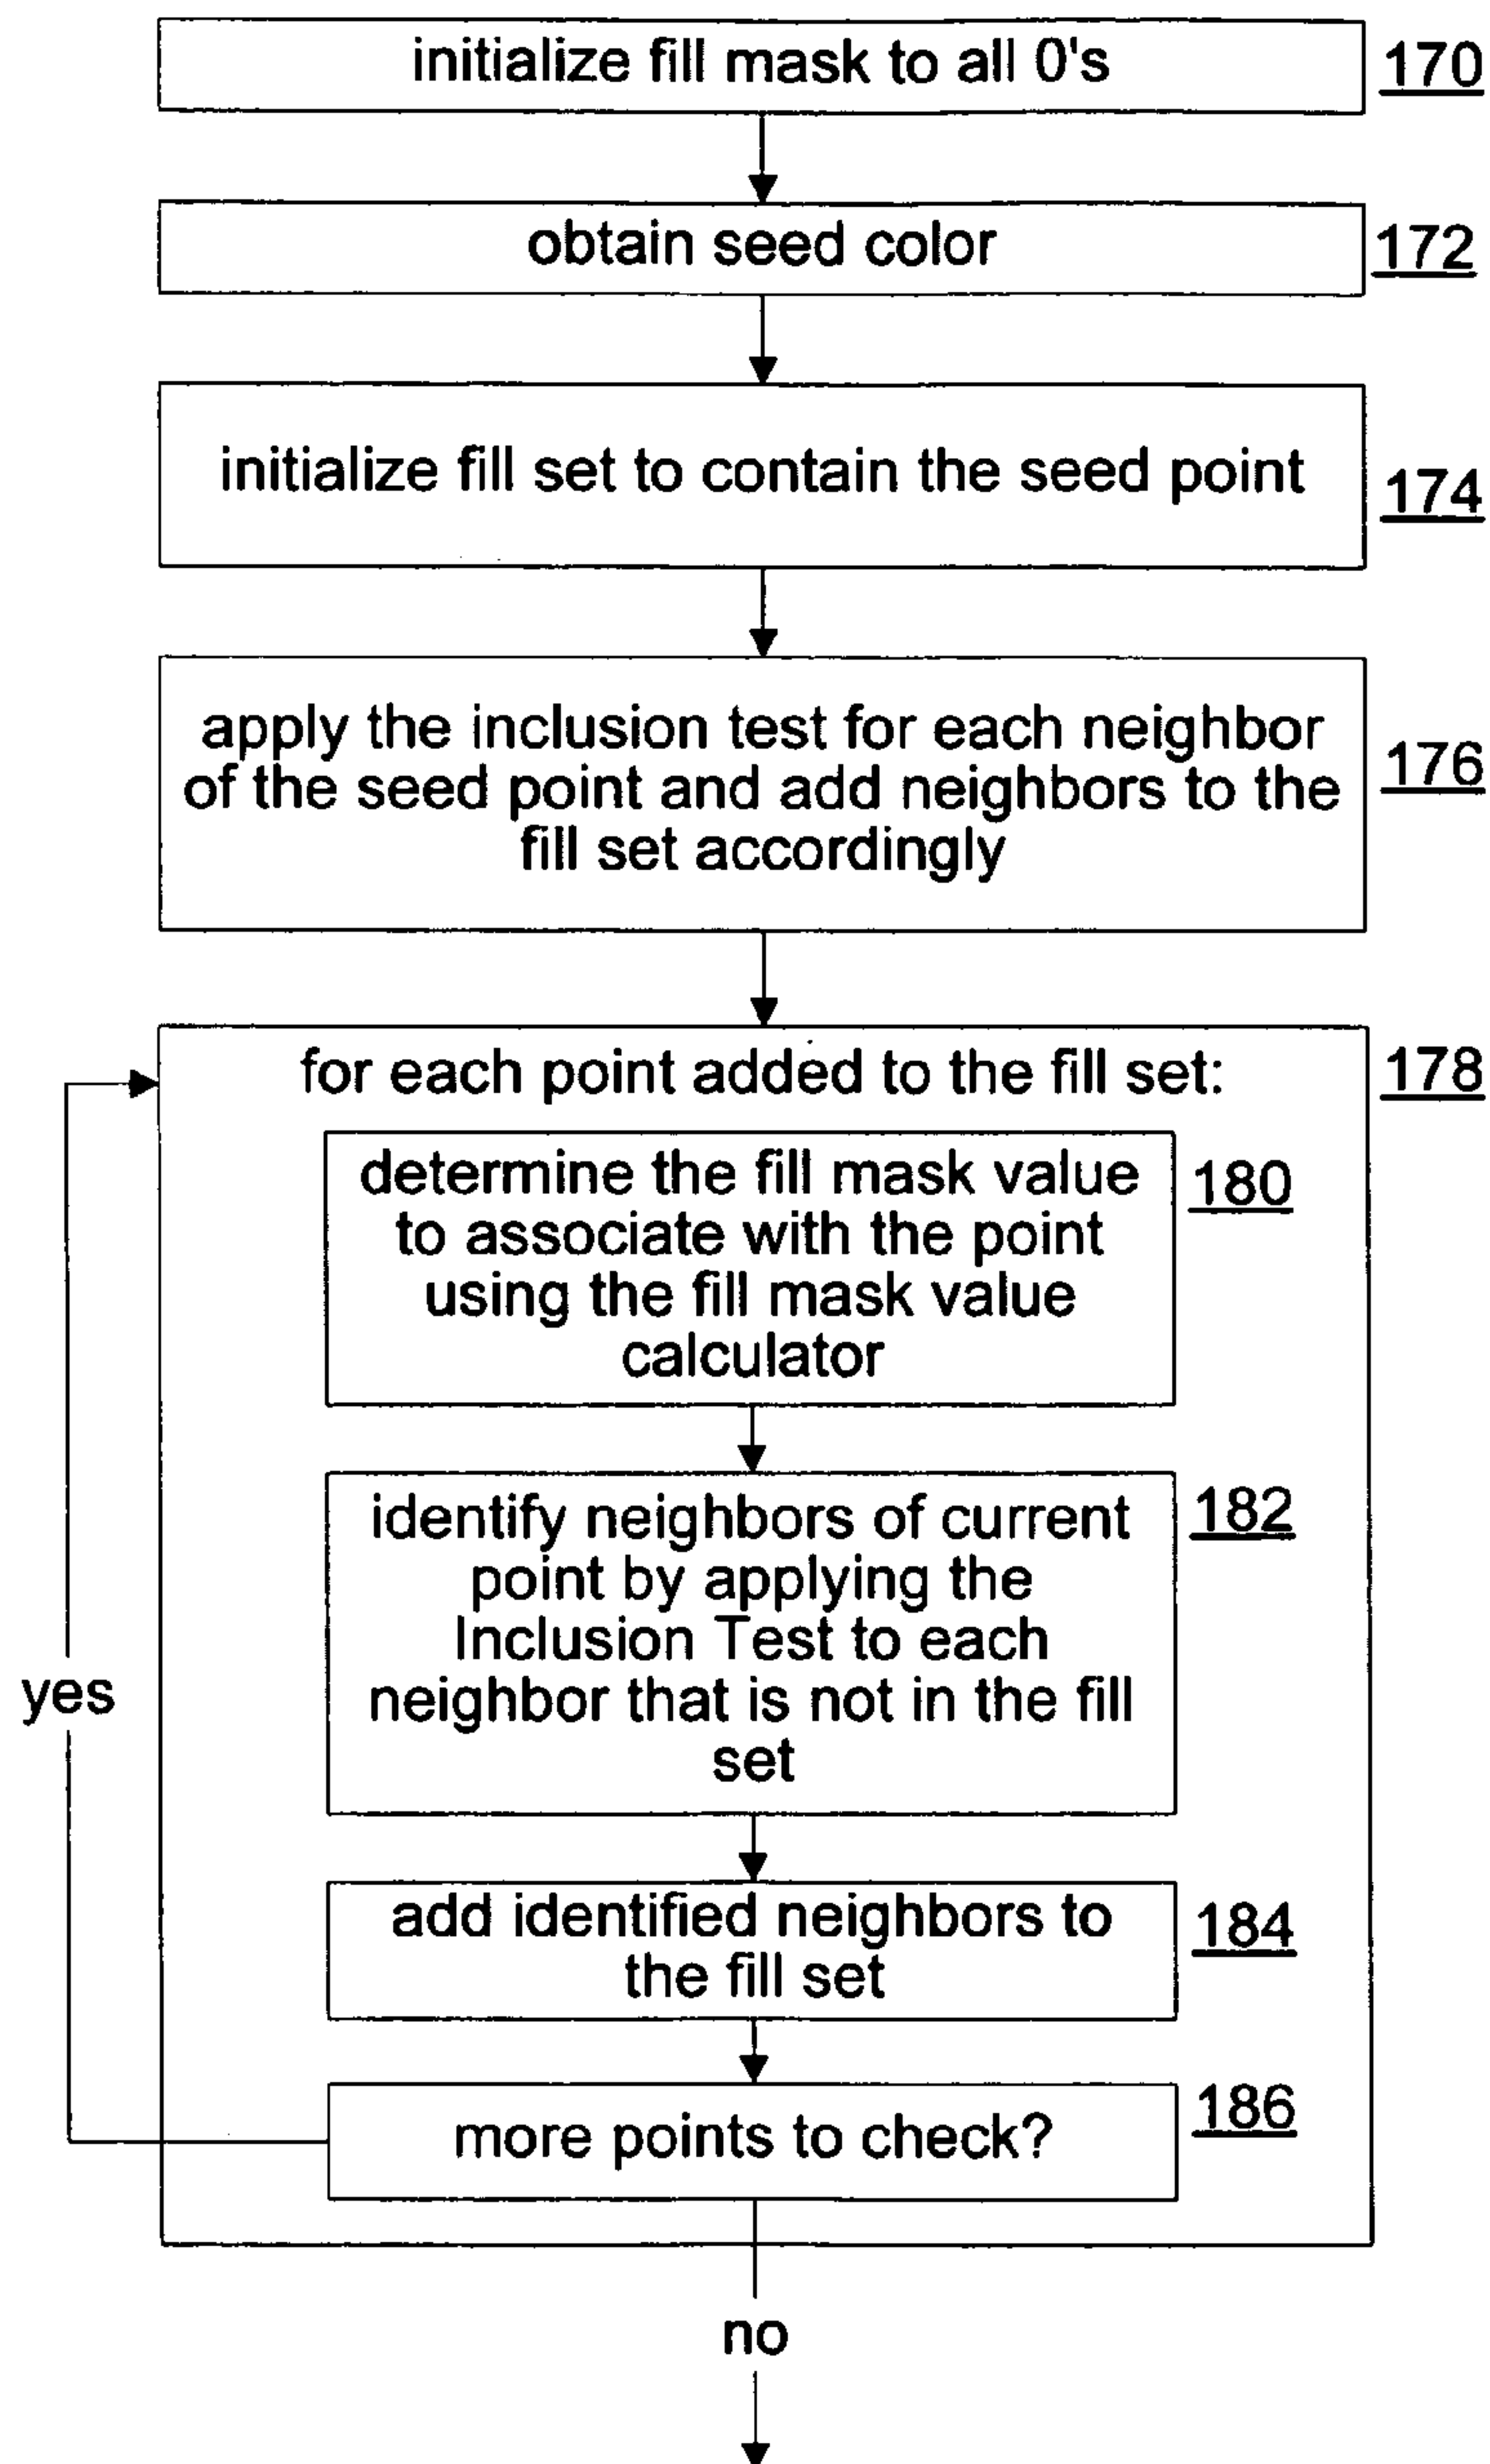 initialize fill mask to all 0's
170
obtain seed color
172
initialize fill set to contain the seed point
174
apply the inclusion test for each neighbor
of the seed point and add neighbors to the
fill set accordingly
176
for each point added to the fill set:
178
determine the fill mask value
to associate with the point
using the fill mask value
calculator
180
identify neighbors of current
point by applying the
Inclusion Test to each
neighbor that is not in the fill
set
182
yes
add identified neighbors to
the fill set
184
more points to check?
186
no